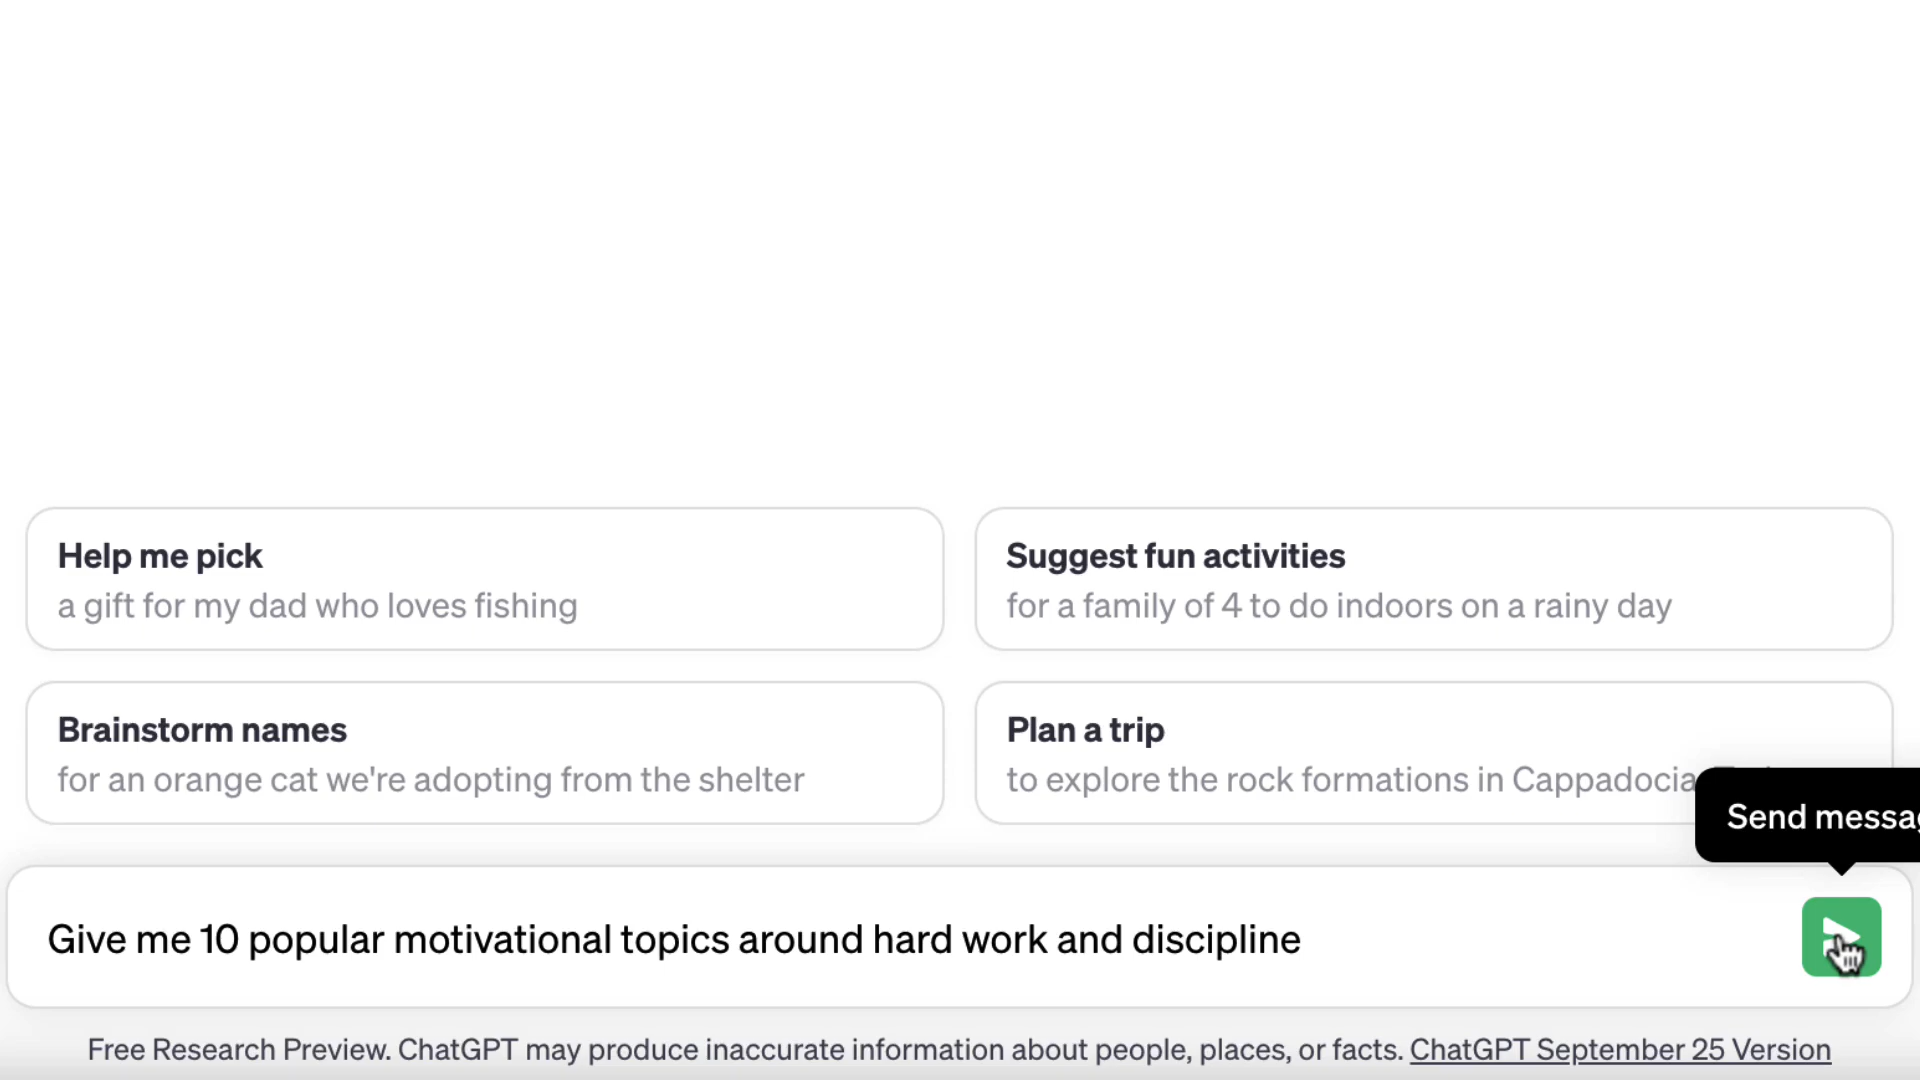 Help me pick
a gift for my dad who loves fishing
Suggest fun activities
for a family of 4 to do indoors on a rainy day
Brainstorm names
for an orange cat we're adopting from the shelter
Plan a trip
to explore the rock formations in Cappadocia
Send messag
Give me 10 popular motivational topics around hard work and discipline
Free Research Preview. ChatGPT may produce inaccurate information about people, places, or facts. ChatGPT September 25 Version